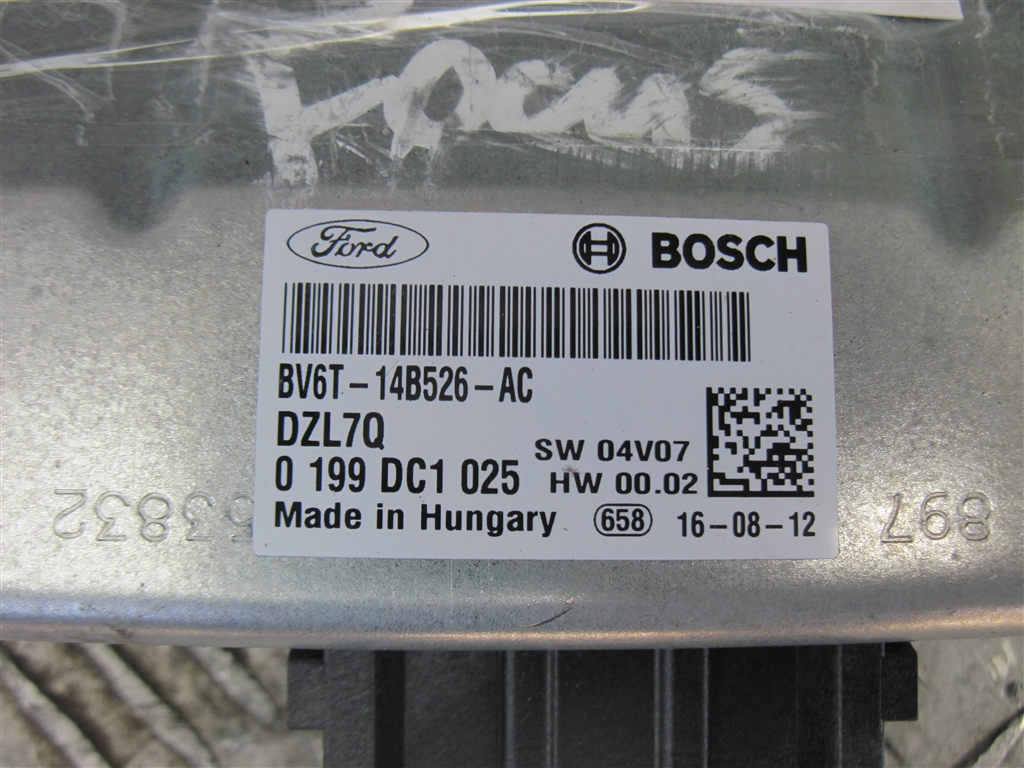 Focus
Ford BOSCH
BV6T-14B526-AC
DZL7Q
SW 04V07
0 199 DC1 025
HW 00.02
Made in Hungary 658 16-08-12
53832
897